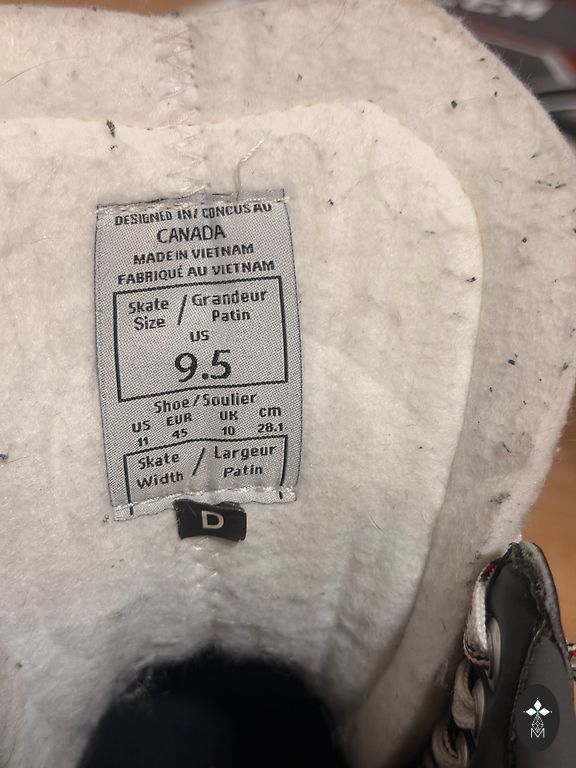 DESIGNED IN / CONCUS AU
CANADA
MADE IN VIETNAM
FABRIQUÉ AU VIETNAM
Skate Size / Grandeur Patin
US
9.5
Shoe/Soulier
US EUR UK cm
11 45 10 28.1
Skate Width / Largeur Patin
D
M